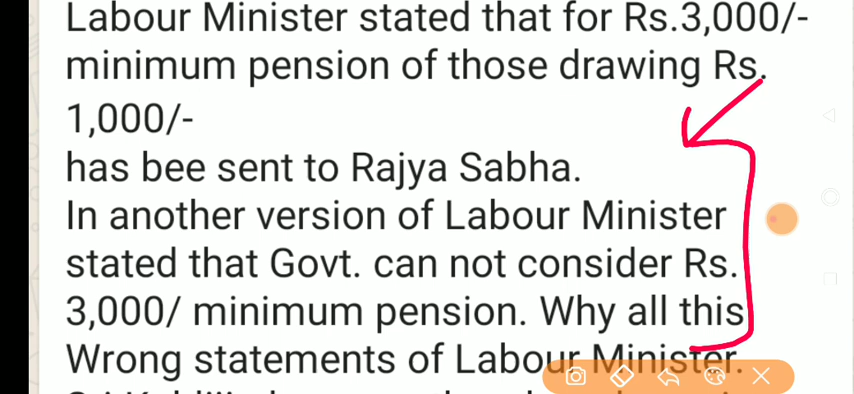 Labour Minister stated that for Rs.3,000/-
minimum pension of those drawing Rs.
1,000/-
has bee sent to Rajya Sabha.
In another version of Labour Minister
stated that Govt. can not consider Rs.
3,000/ minimum pension. Why all this
Wrong statements of Labour Minister.